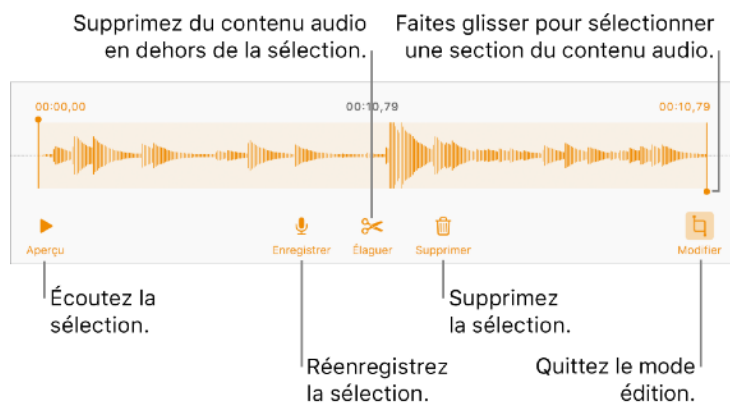 Supprimez du contenu audio
en dehors de la sélection.
Faites glisser pour sélectionner
une section du contenu audio.
00:00,00
00:10,79
00:10,79
Aperçu
Enregistrer
Élaguer
Supprimer
Modifier
Écoutez la
sélection.
Supprimez
la sélection.
Réenregistrez
la sélection.
Quittez le mode
édition.